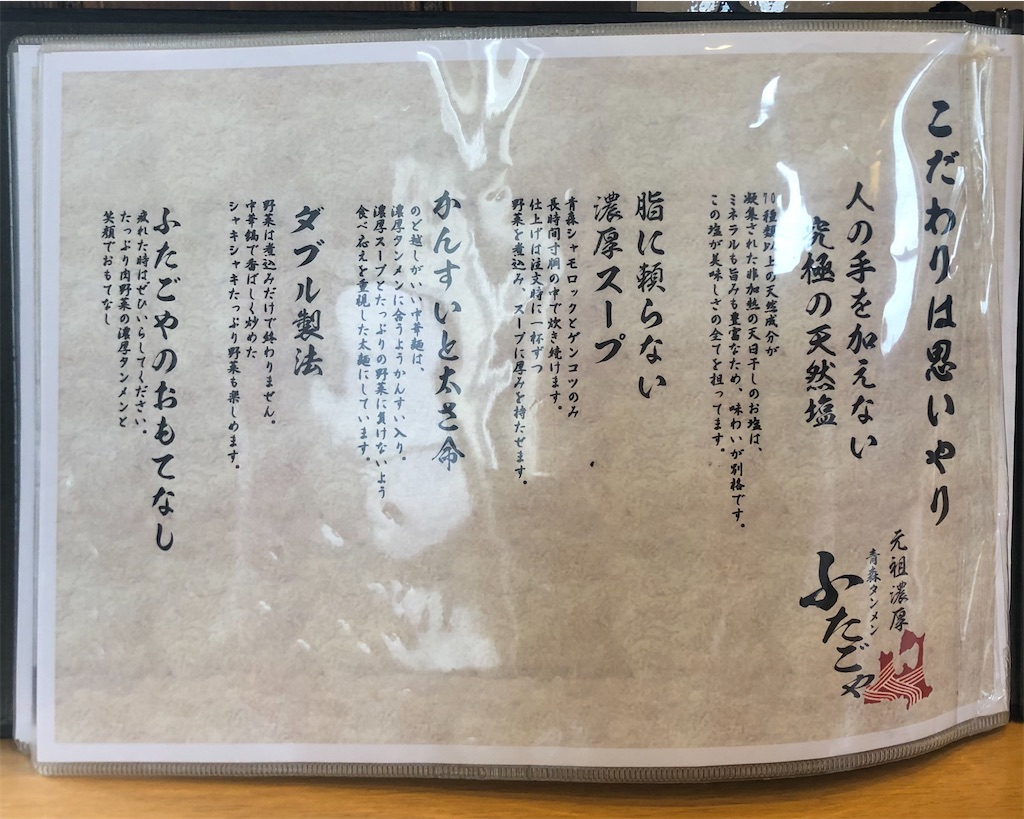 こだわりは思いやり
人の手を加えない
究極の天然塩
70種類以上の天然成分が
凝集された非加熱の天日干しのお塩は、
ミネラルも旨みも豊富なため、味わいが別格です。
この塩が美味しさの全てを担ってます。
脂に頼らない
濃厚スープ
青森シャモロックとゲンコツのみ
長時間寸胴の中で炊き続けます。
仕上げは注文時に一杯ずつ
野菜を煮込み、スープに厚みを持たせます。
かんすいと太さ命
のど越しがいい中華麺は、
濃厚タンメンに合うようかんすい入り。
濃厚スープとたっぷりの野菜に負けないよう
食べ応えを重視した太麺にしています。
ダブル製法
野菜は煮込みだけで終わりません。
中華鍋で香ばしく炒めた
シャキシャキたっぷり野菜も楽しめます。
ふたごやのおもてなし
疲れた時はぜひいらしてください。
たっぷり肉野菜の濃厚タンメンと
笑顔でおもてなし
元祖濃厚
青森タンメン
ふたごや